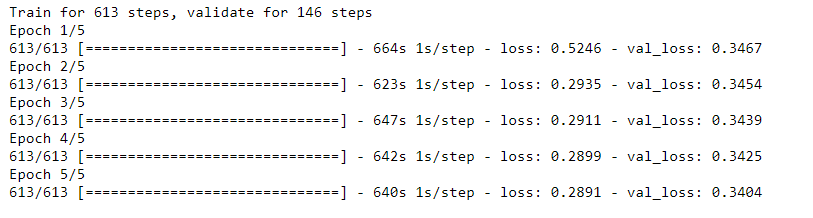 Train for 613 steps, validate for 146 steps
Epoch 1/5
613/613 [==============================] - 664s 1s/step - loss: 0.5246 - val_loss: 0.3467
Epoch 2/5
613/613 [==============================] - 623s 1s/step - loss: 0.2935 - val_loss: 0.3454
Epoch 3/5
613/613 [==============================] - 647s 1s/step - loss: 0.2911 - val_loss: 0.3439
Epoch 4/5
613/613 [==============================] - 642s 1s/step - loss: 0.2899 - val_loss: 0.3425
Epoch 5/5
613/613 [==============================] - 640s 1s/step - loss: 0.2891 - val_loss: 0.3404